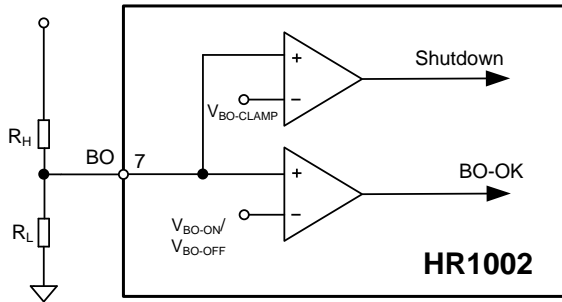 Shutdown
+
−
V_BO-CLAMP
R_H
BO
7
+
−
BO-OK
V_BO-ON/
V_BO-OFF
R_L
HR1002